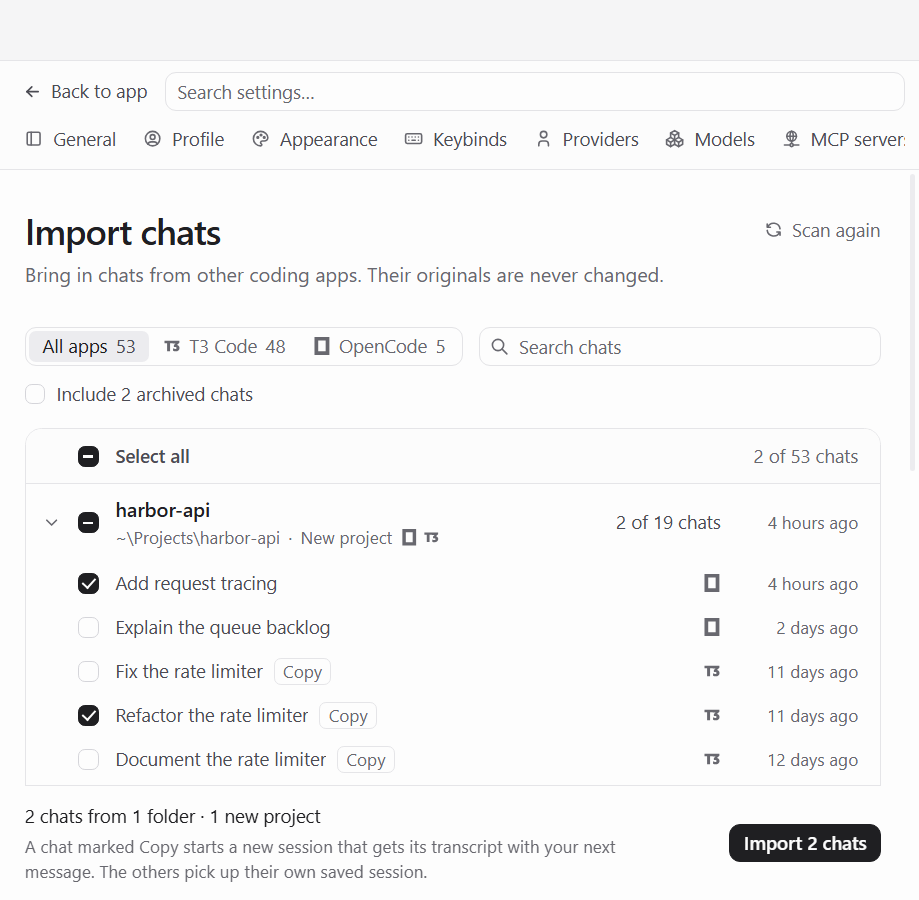 Back to app
Search settings...
General Profile Appearance Keybinds Providers Models MCP server
Import chats
Scan again
Bring in chats from other coding apps. Their originals are never changed.
All apps 53 T3 T3 Code 48 OpenCode 5
Search chats
Include 2 archived chats
Select all 2 of 53 chats
harbor-api
~\Projects\harbor-api · New project T3
2 of 19 chats 4 hours ago
Add request tracing 4 hours ago
Explain the queue backlog 2 days ago
Fix the rate limiter Copy T3 11 days ago
Refactor the rate limiter Copy T3 11 days ago
Document the rate limiter Copy T3 12 days ago
2 chats from 1 folder · 1 new project
A chat marked Copy starts a new session that gets its transcript with your next
message. The others pick up their own saved session.
Import 2 chats